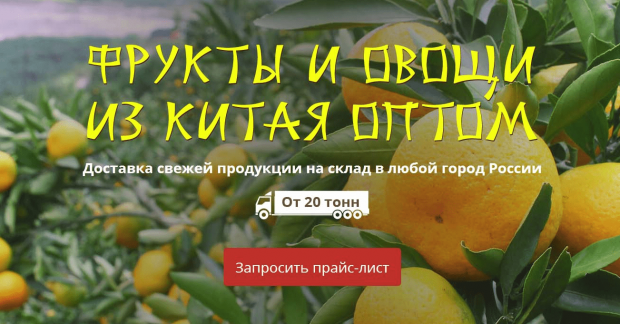 ФРУКТЫ И ОВОЩИ
ИЗ КИТАЯ ОПТОМ
Доставка свежей продукции на склад в любой город России
От 20 тонн
Запросить прайс-лист